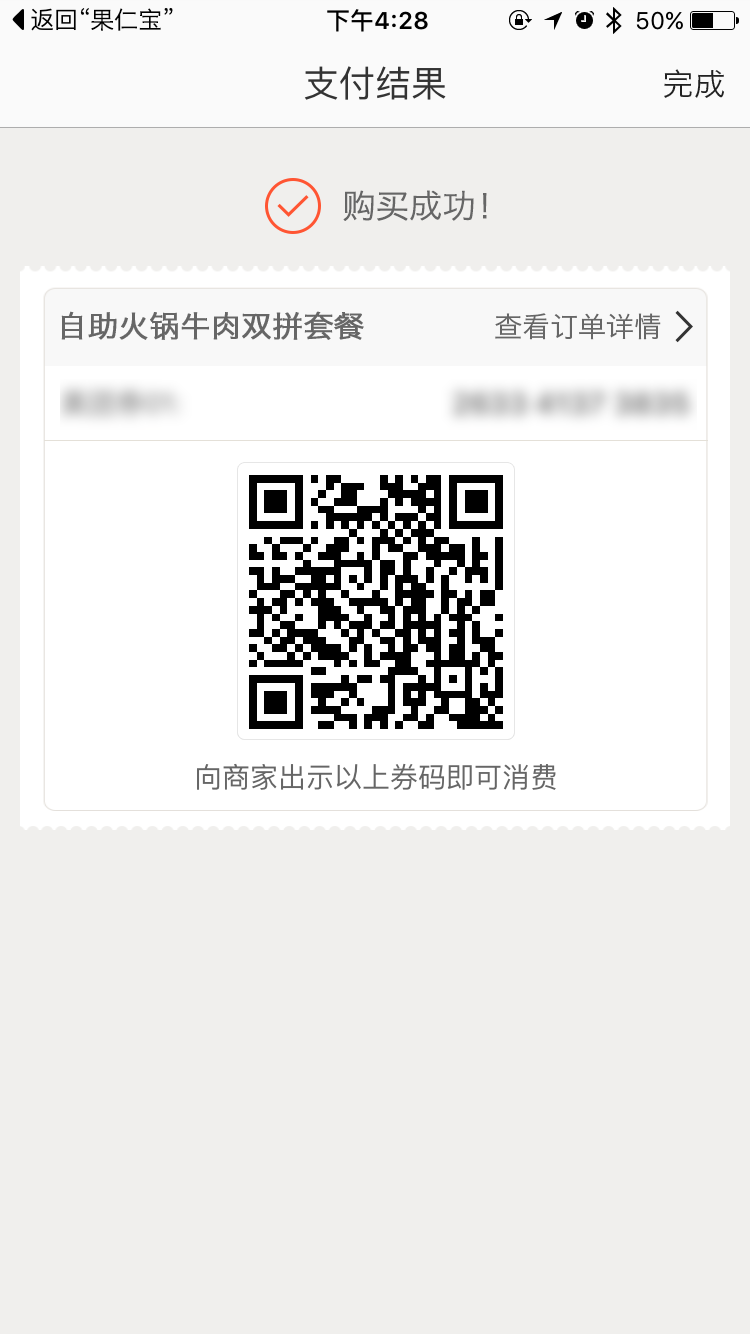 返回“果仁宝”
下午4:28
50%
支付结果
完成
购买成功！
自助火锅牛肉双拼套餐
查看订单详情
向商家出示以上券码即可消费